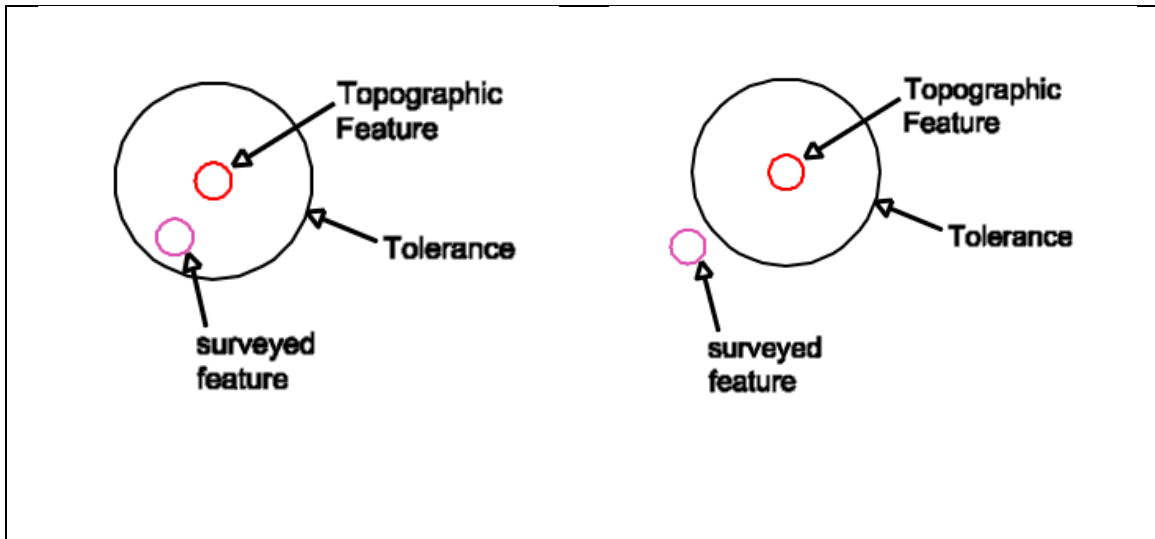 Topographic
Feature
Tolerance
surveyed
feature
Topographic
Feature
Tolerance
surveyed
feature